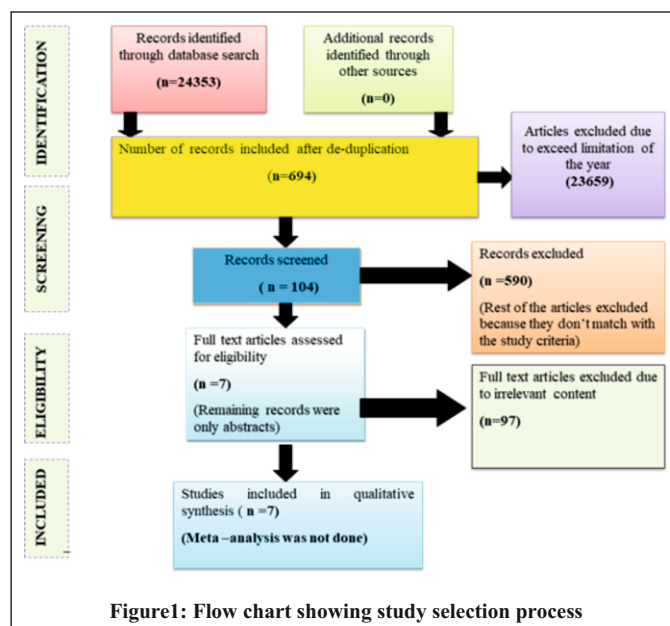 IDENTIFICATION
Records identified
through database search
(n=24353)
Additional records
identified through
other sources
(n=0)
Number of records included after de-duplication
(n=694)
Articles excluded due
to exceed limitation of
the year
(23659)
SCREENING
Records screened
( n = 104)
Records excluded
(n =590)
(Rest of the articles excluded
because they don't match with
the study criteria)
ELIGIBILITY
Full text articles assessed
for eligibility
(n =7)
(Remaining records were
only abstracts)
Full text articles excluded due
to irrelevant content
(n=97)
INCLUDED
Studies included in qualitative
synthesis ( n =7)
(Meta –analysis was not done)
Figure1: Flow chart showing study selection process